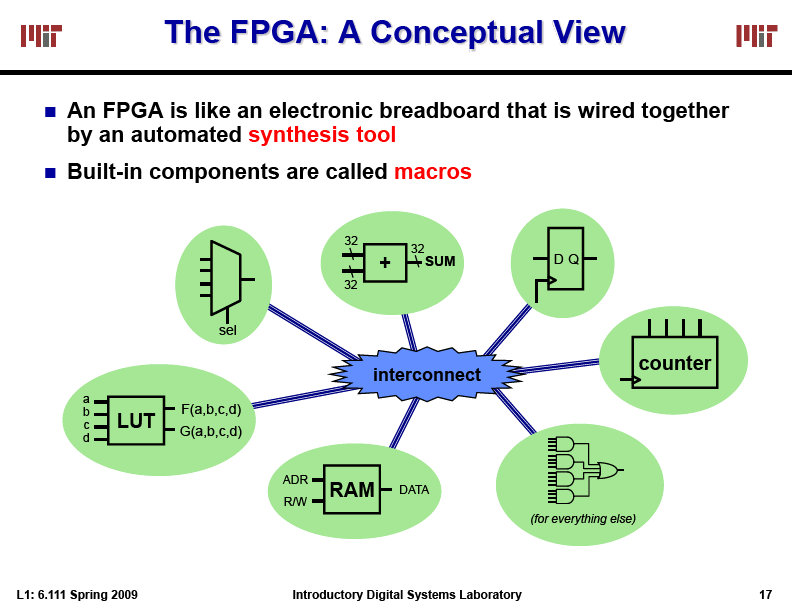 The FPGA: A Conceptual View
An FPGA is like an electronic breadboard that is wired together
by an automated synthesis tool
Built-in components are called macros
sel
32
32
+
32
SUM
D Q
counter
interconnect
a
b
c
d
LUT
F(a,b,c,d)
G(a,b,c,d)
ADR
R/W
RAM
DATA
(for everything else)
L1: 6.111 Spring 2009
Introductory Digital Systems Laboratory
17